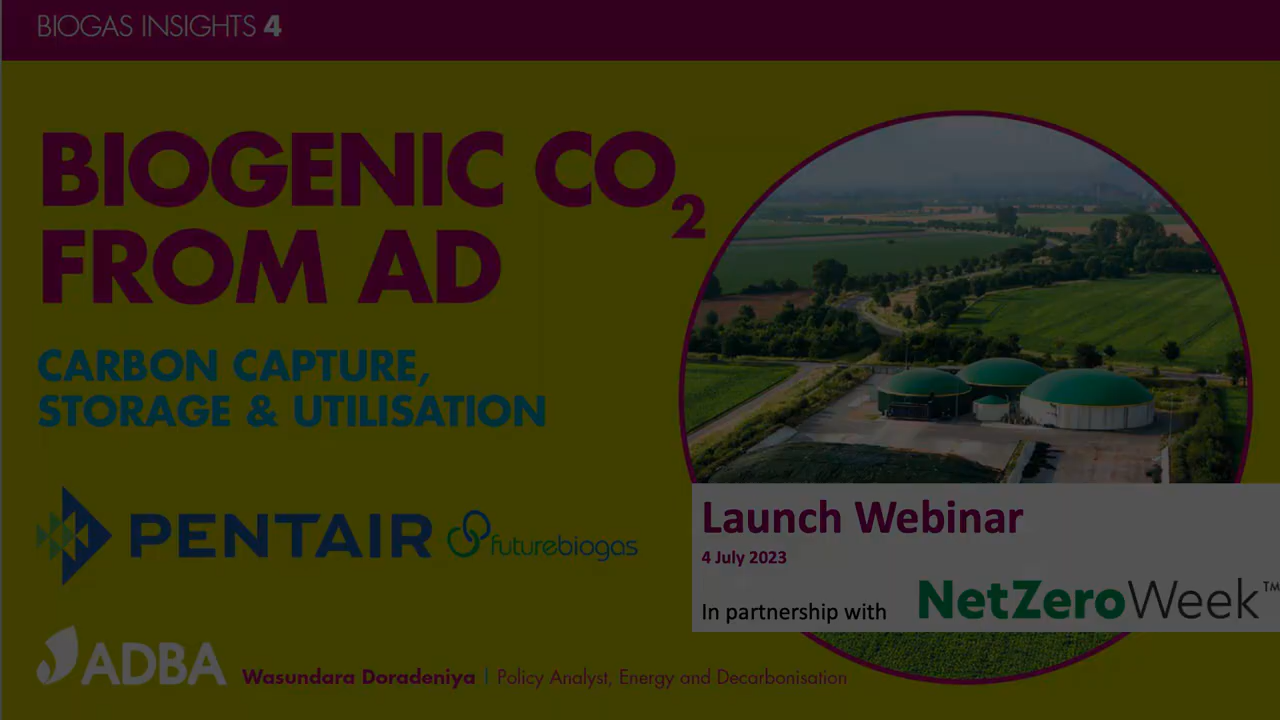 BIOGAS INSIGHTS 4
BIOGENIC CO2
FROM AD
CARBON CAPTURE,
STORAGE & UTILISATION
PENTAIR
futurebiogas
Launch Webinar
4 July 2023
In partnership with NetZeroWeek™
ADBA
Wasundara Doradeniya | Policy Analyst, Energy and Decarbonisation